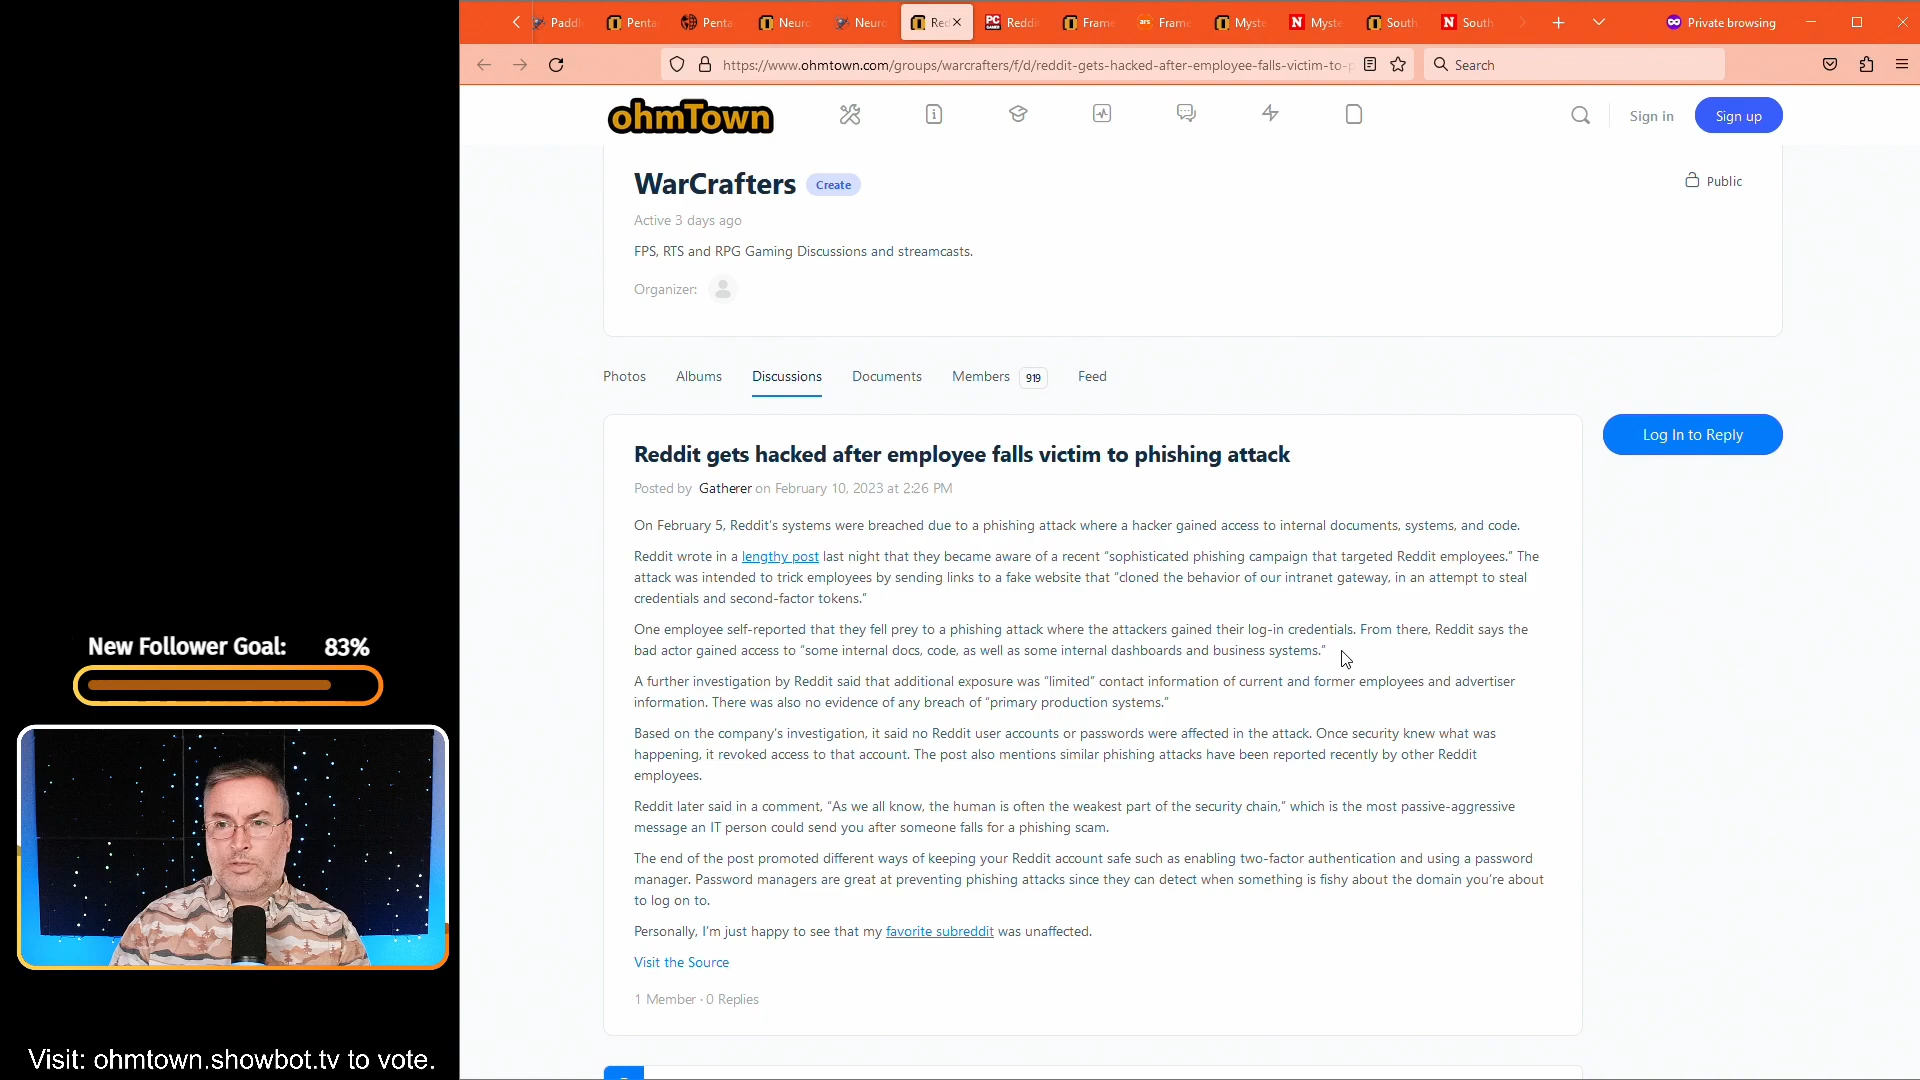 Paddl
Penta
Penta
Neuro
Neuro
Red
PC GAMER Reddit
Frame
ars Frame
Myste
N Myste
South
N South
Private browsing
https://www.ohmtown.com/groups/warcrafters/f/d/reddit-gets-hacked-after-employee-falls-victim-to-p
Search
ohmTown
Sign in
Sign up
WarCrafters Create
Public
Active 3 days ago
FPS, RTS and RPG Gaming Discussions and streamcasts.
Organizer:
Photos Albums Discussions Documents Members 919 Feed
Reddit gets hacked after employee falls victim to phishing attack
Log In to Reply
Posted by Gatherer on February 10, 2023 at 2:26 PM
On February 5, Reddit's systems were breached due to a phishing attack where a hacker gained access to internal documents, systems, and code.
Reddit wrote in a lengthy post last night that they became aware of a recent “sophisticated phishing campaign that targeted Reddit employees.” The
attack was intended to trick employees by sending links to a fake website that “cloned the behavior of our intranet gateway, in an attempt to steal
credentials and second-factor tokens.”
One employee self-reported that they fell prey to a phishing attack where the attackers gained their log-in credentials. From there, Reddit says the
bad actor gained access to “some internal docs, code, as well as some internal dashboards and business systems.”
A further investigation by Reddit said that additional exposure was “limited” contact information of current and former employees and advertiser
information. There was also no evidence of any breach of “primary production systems.”
Based on the company's investigation, it said no Reddit user accounts or passwords were affected in the attack. Once security knew what was
happening, it revoked access to that account. The post also mentions similar phishing attacks have been reported recently by other Reddit
employees.
Reddit later said in a comment, “As we all know, the human is often the weakest part of the security chain,” which is the most passive-aggressive
message an IT person could send you after someone falls for a phishing scam.
The end of the post promoted different ways of keeping your Reddit account safe such as enabling two-factor authentication and using a password
manager. Password managers are great at preventing phishing attacks since they can detect when something is fishy about the domain you're about
to log on to.
Personally, I'm just happy to see that my favorite subreddit was unaffected.
Visit the Source
1 Member · 0 Replies
New Follower Goal: 83%
Visit: ohmtown.showbot.tv to vote.